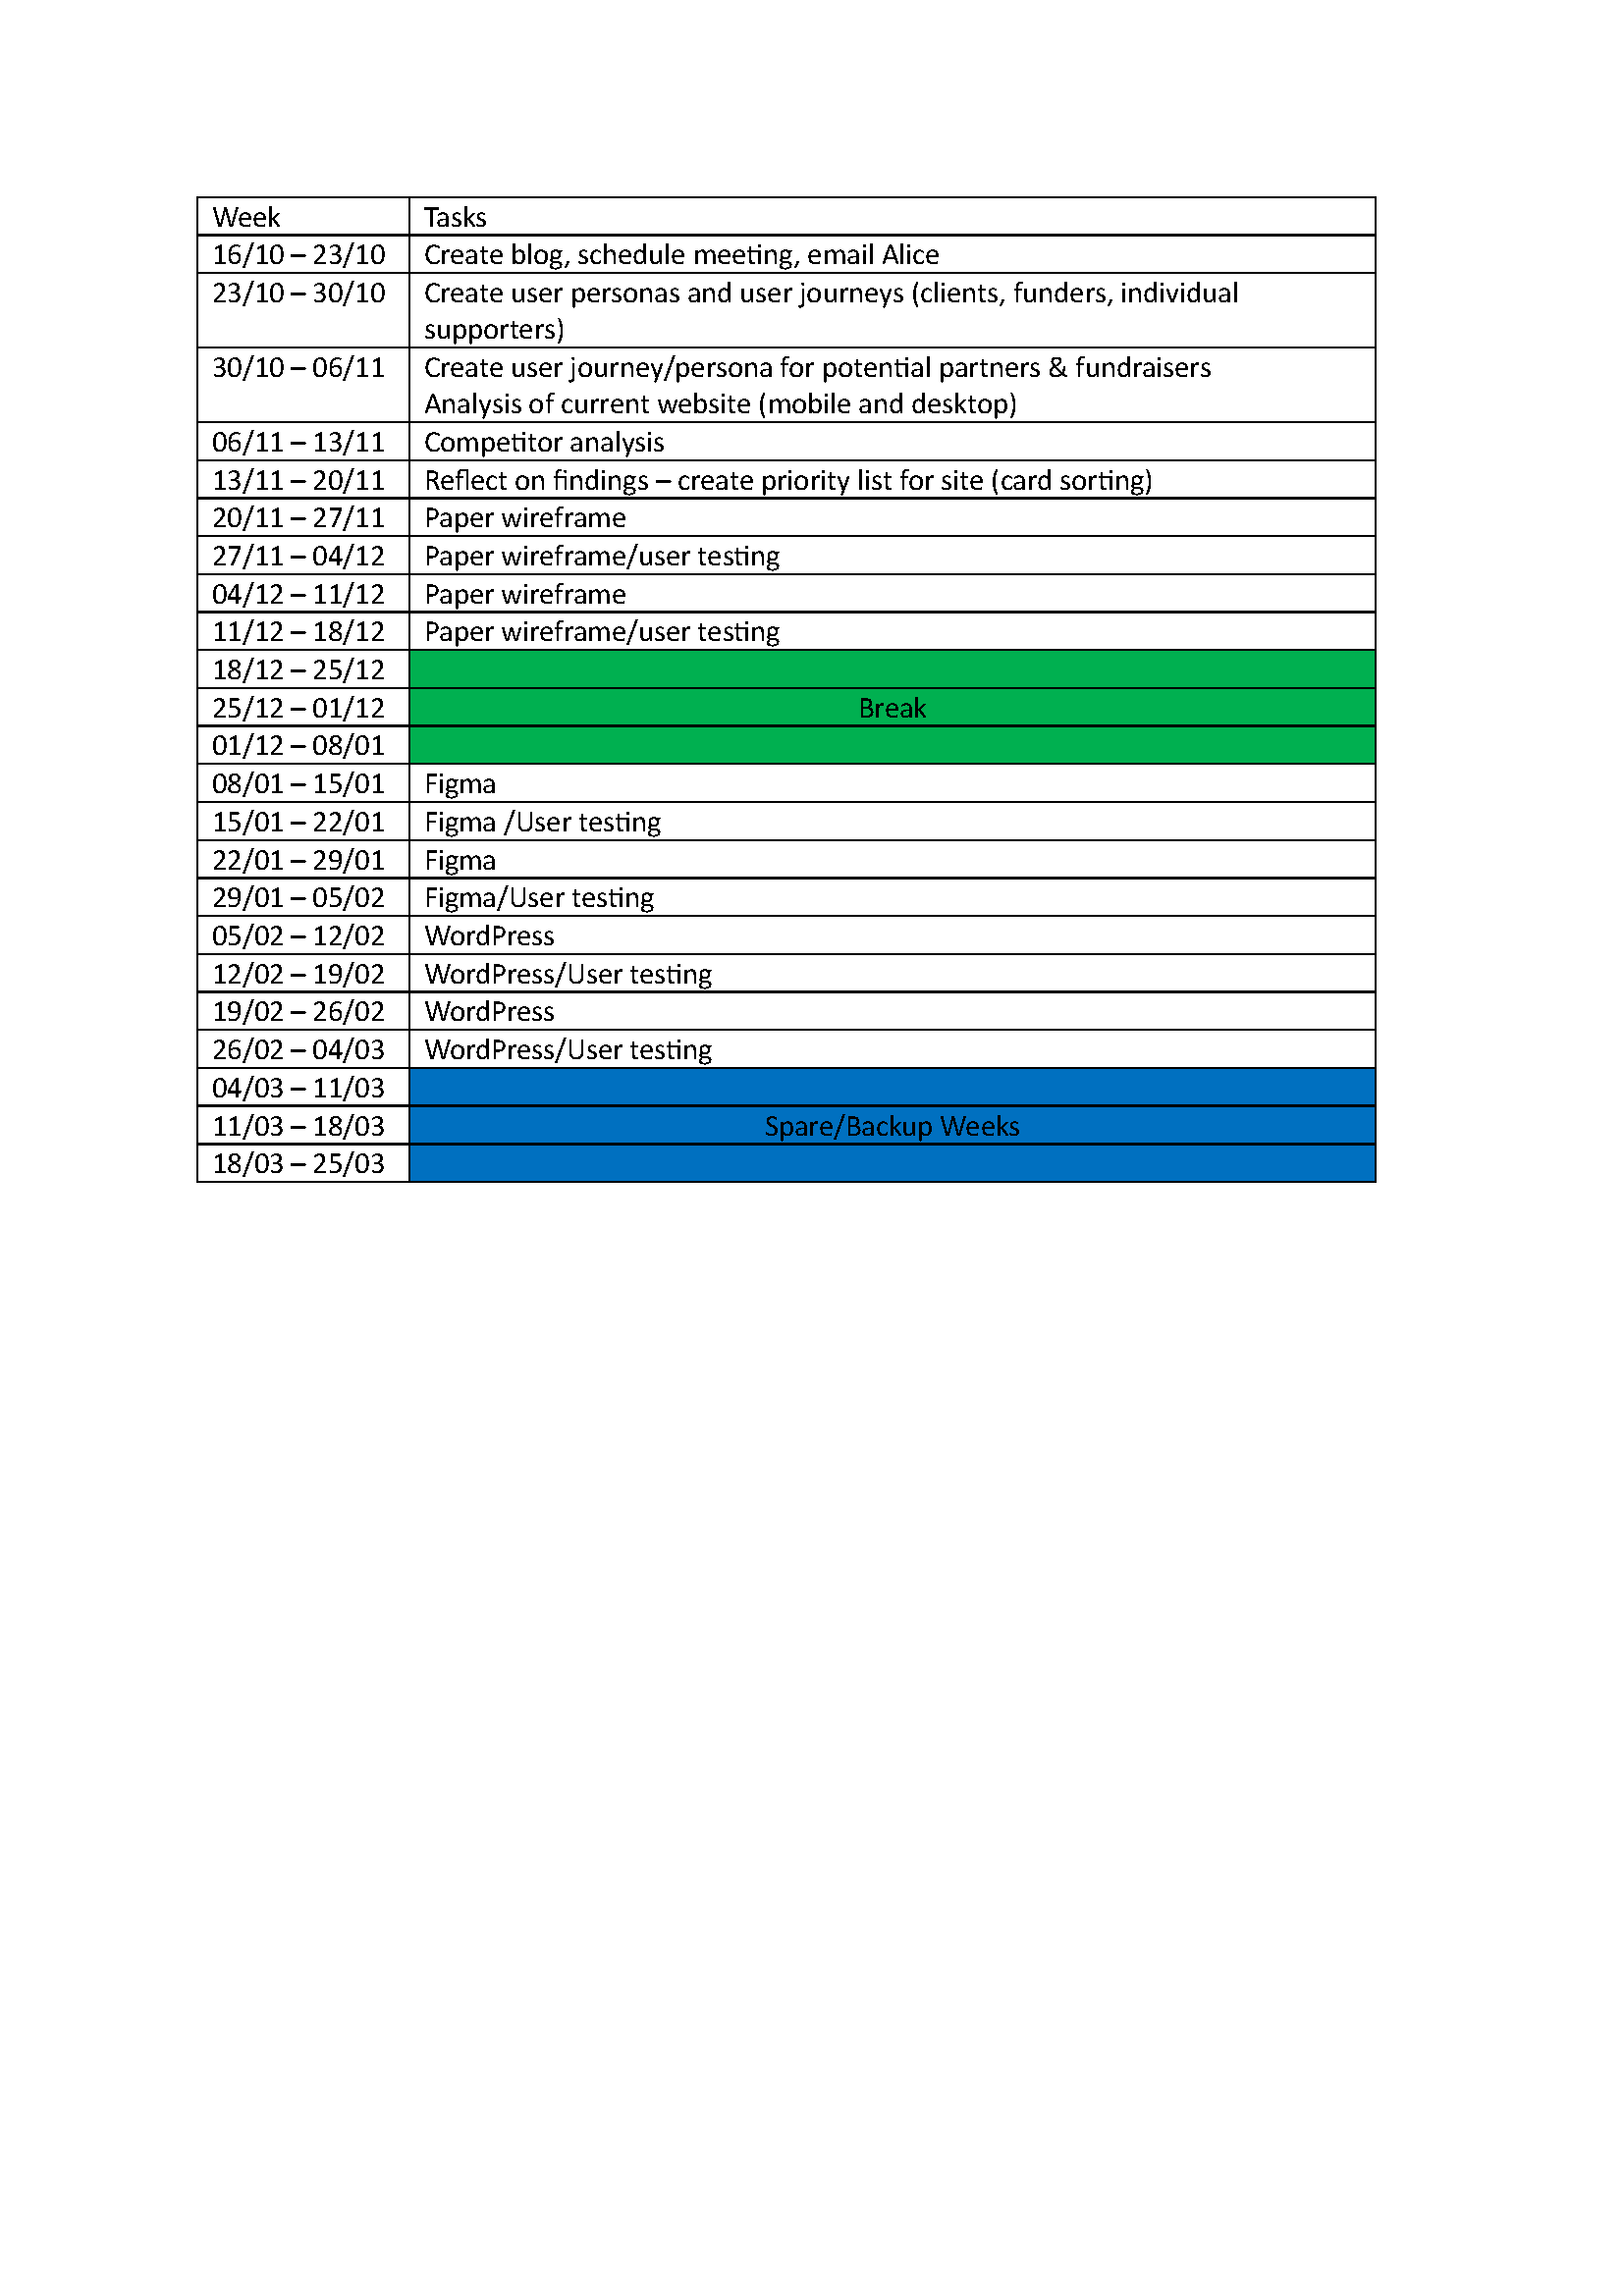 Week Tasks
16/10 – 23/10 Create blog, schedule meeting, email Alice
23/10 – 30/10 Create user personas and user journeys (clients, funders, individual
supporters)
30/10 – 06/11 Create user journey/persona for potential partners & fundraisers
Analysis of current website (mobile and desktop)
06/11 – 13/11 Competitor analysis
13/11 – 20/11 Reflect on findings – create priority list for site (card sorting)
20/11 – 27/11 Paper wireframe
27/11 – 04/12 Paper wireframe/user testing
04/12 – 11/12 Paper wireframe
11/12 – 18/12 Paper wireframe/user testing
18/12 – 25/12
25/12 – 01/12 Break
01/12 – 08/01
08/01 – 15/01 Figma
15/01 – 22/01 Figma /User testing
22/01 – 29/01 Figma
29/01 – 05/02 Figma/User testing
05/02 – 12/02 WordPress
12/02 – 19/02 WordPress/User testing
19/02 – 26/02 WordPress
26/02 – 04/03 WordPress/User testing
04/03 – 11/03
11/03 – 18/03 Spare/Backup Weeks
18/03 – 25/03